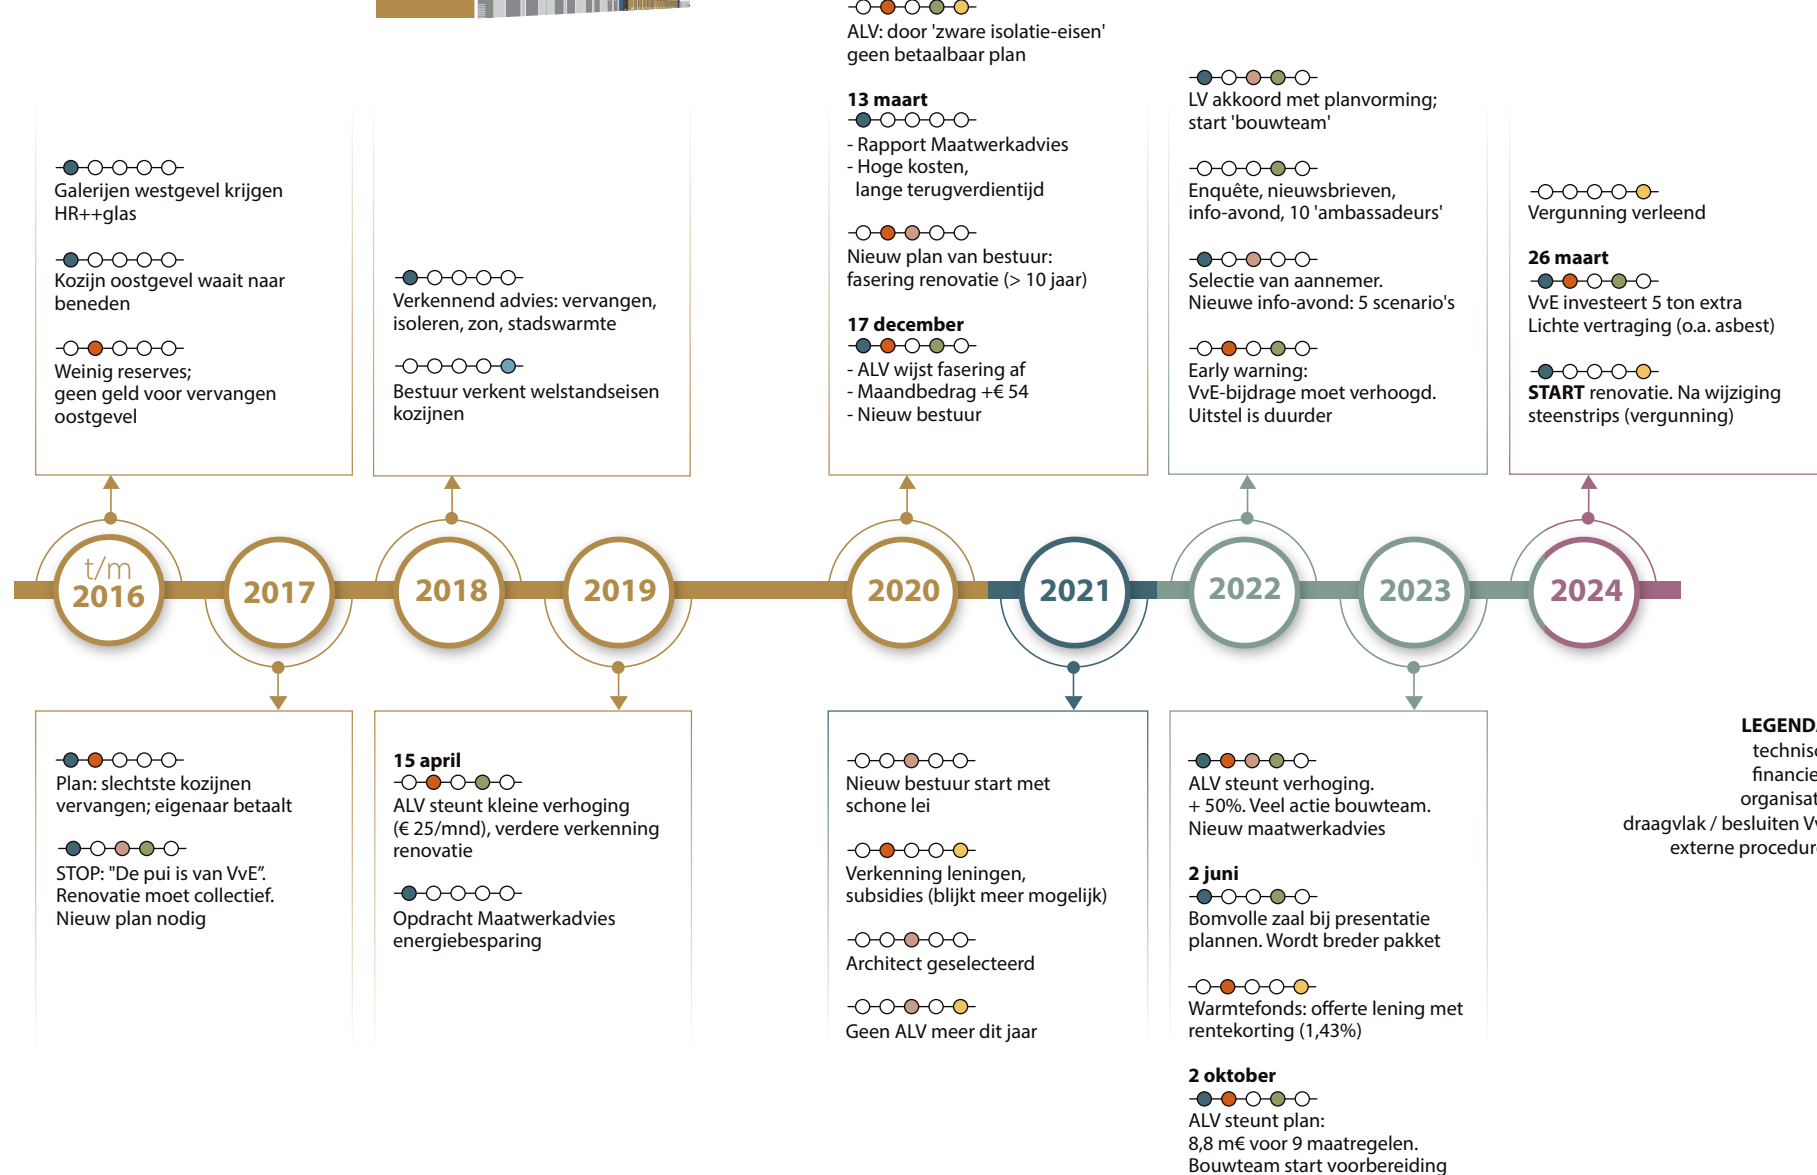 ALV: door 'zware isolatie-eisen'
geen betaalbaar plan
13 maart
- Rapport Maatwerkadvies
- Hoge kosten,
lange terugverdientijd
Nieuw plan van bestuur:
fasering renovatie (> 10 jaar)
17 december
- ALV wijst fasering af
- Maandbedrag +€ 54
- Nieuw bestuur
Galerijen westgevel krijgen
HR++glas
Kozijn oostgevel waait naar
beneden
Weinig reserves;
geen geld voor vervangen
oostgevel
Verkennend advies: vervangen,
isoleren, zon, stadswarmte
Bestuur verkent welstandseisen
kozijnen
LV akkoord met planvorming;
start 'bouwteam'
Enquête, nieuwsbrieven,
info-avond, 10 'ambassadeurs'
Selectie van aannemer.
Nieuwe info-avond: 5 scenario's
Early warning:
VvE-bijdrage moet verhoogd.
Uitstel is duurder
Vergunning verleend
26 maart
VvE investeert 5 ton extra
Lichte vertraging (o.a. asbest)
START renovatie. Na wijziging
steenstrips (vergunning)
t/m
2016
2017
2018
2019
2020
2021
2022
2023
2024
Plan: slechtste kozijnen
vervangen; eigenaar betaalt
STOP: "De pui is van VvE”.
Renovatie moet collectief.
Nieuw plan nodig
15 april
ALV steunt kleine verhoging
(€ 25/mnd), verdere verkenning
renovatie
Opdracht Maatwerkadvies
energiebesparing
Nieuw bestuur start met
schone lei
Verkenning leningen,
subsidies (blijkt meer mogelijk)
Architect geselecteerd
Geen ALV meer dit jaar
ALV steunt verhoging.
+ 50%. Veel actie bouwteam.
Nieuw maatwerkadvies
2 juni
Bomvolle zaal bij presentatie
plannen. Wordt breder pakket
Warmtefonds: offerte lening met
rentekorting (1,43%)
2 oktober
ALV steunt plan:
8,8 m€ voor 9 maatregelen.
Bouwteam start voorbereiding
LEGENDA
technisc
financie
organisat
draagvlak / besluiten Vv
externe procedur